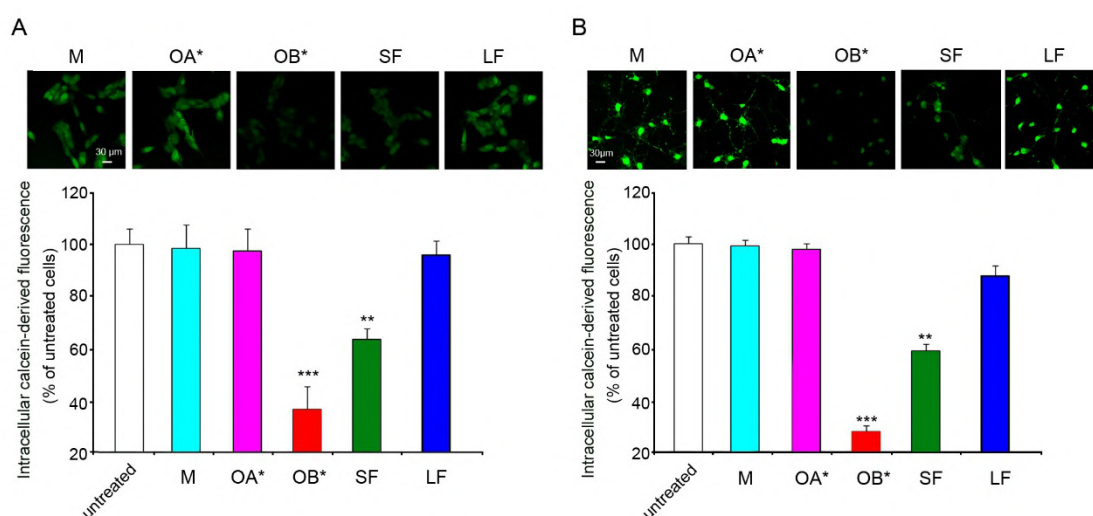 A
M OA* OB* SF LF
30 μm
Intracellular calcein-derived fluorescence
(% of untreated cells)
120
100
80
60
40
20
***
**
untreated M OA* OB* SF LF
B
M OA* OB* SF LF
30μm
Intracellular calcein-derived fluorescence
(% of untreated cells)
120
100
80
60
40
20
***
**
untreated M OA* OB* SF LF